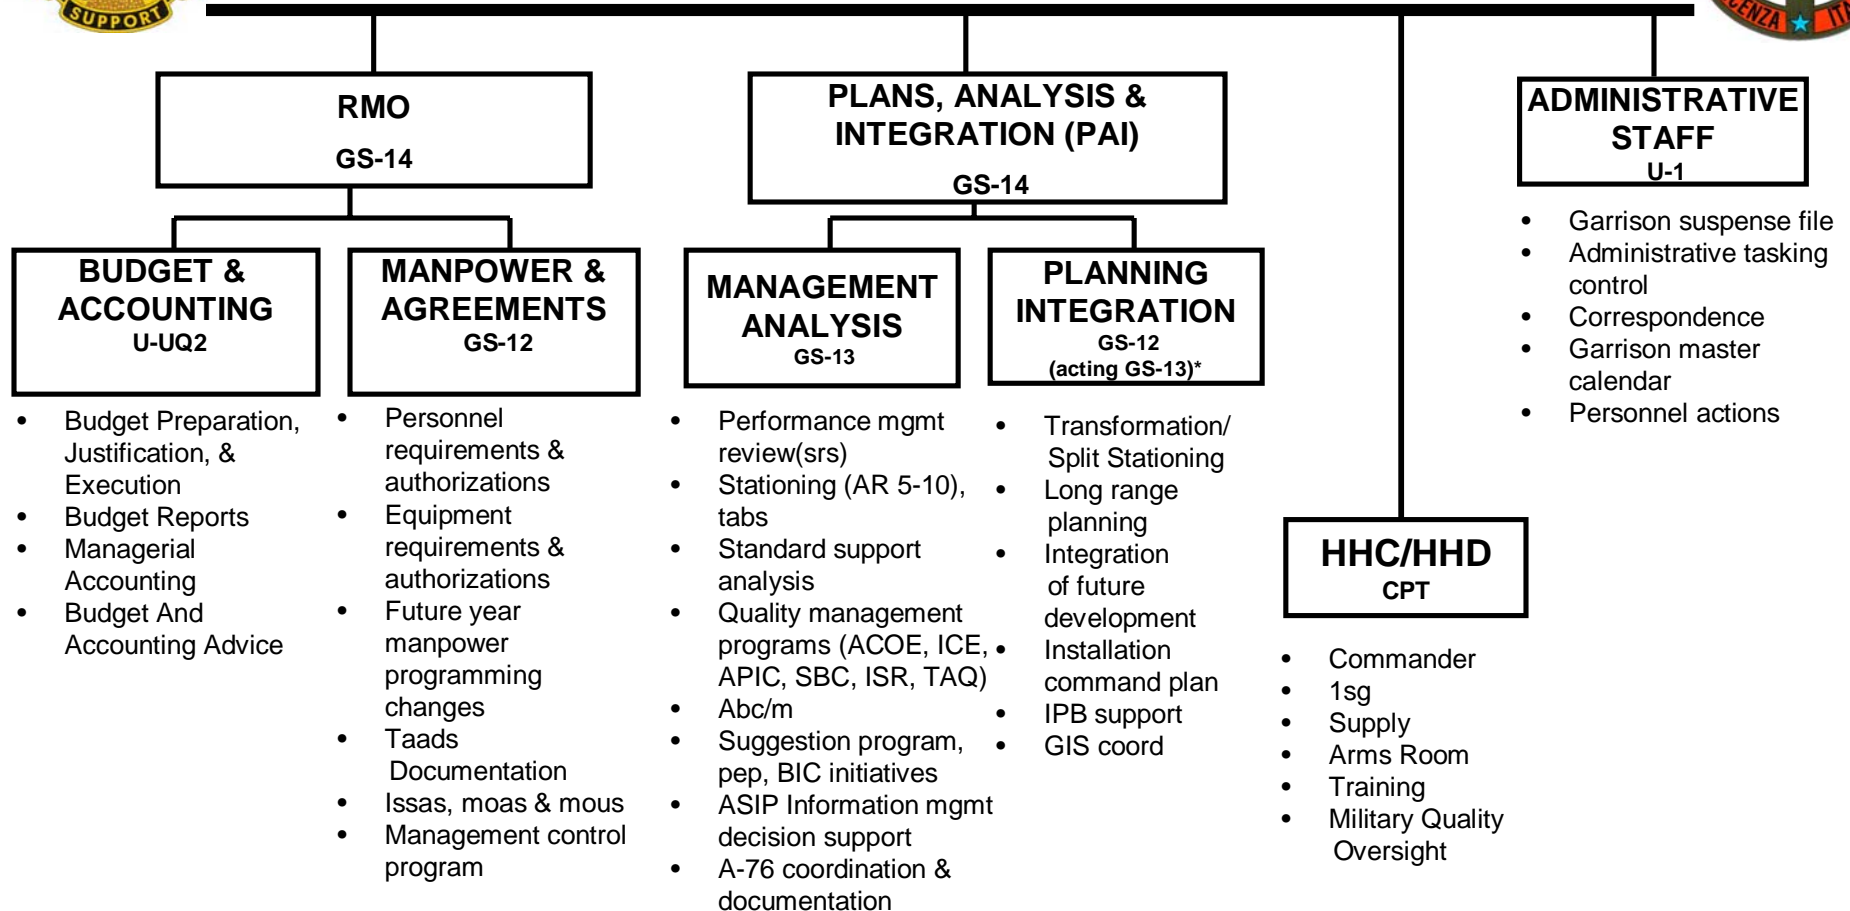 SUPPORT
RMO
GS-14
PLANS, ANALYSIS &
INTEGRATION (PAI)
GS-14
ADMINISTRATIVE
STAFF
U-1
• Garrison suspense file
• Administrative tasking
control
• Correspondence
• Garrison master
calendar
• Personnel actions
BUDGET &
ACCOUNTING
U-UQ2
• Budget Preparation,
Justification, &
Execution
• Budget Reports
• Managerial
Accounting
• Budget And
Accounting Advice
MANPOWER &
AGREEMENTS
GS-12
• Personnel
requirements &
authorizations
• Equipment
requirements &
authorizations
• Future year
manpower
programming
changes
• Taads
Documentation
• Issas, moas & mous
• Management control
program
MANAGEMENT
ANALYSIS
GS-13
• Performance mgmt
review(srs)
• Stationing (AR 5-10),
tabs
• Standard support
analysis
• Quality management
programs (ACOE, ICE,
APIC, SBC, ISR, TAQ)
• Abc/m
• Suggestion program,
pep, BIC initiatives
• ASIP Information mgmt
decision support
• A-76 coordination &
documentation
PLANNING
INTEGRATION
GS-12
(acting GS-13)*
• Transformation/
Split Stationing
• Long range
planning
• Integration
of future
development
• Installation
command plan
• IPB support
• GIS coord
HHC/HHD
CPT
• Commander
• 1sg
• Supply
• Arms Room
• Training
• Military Quality
Oversight